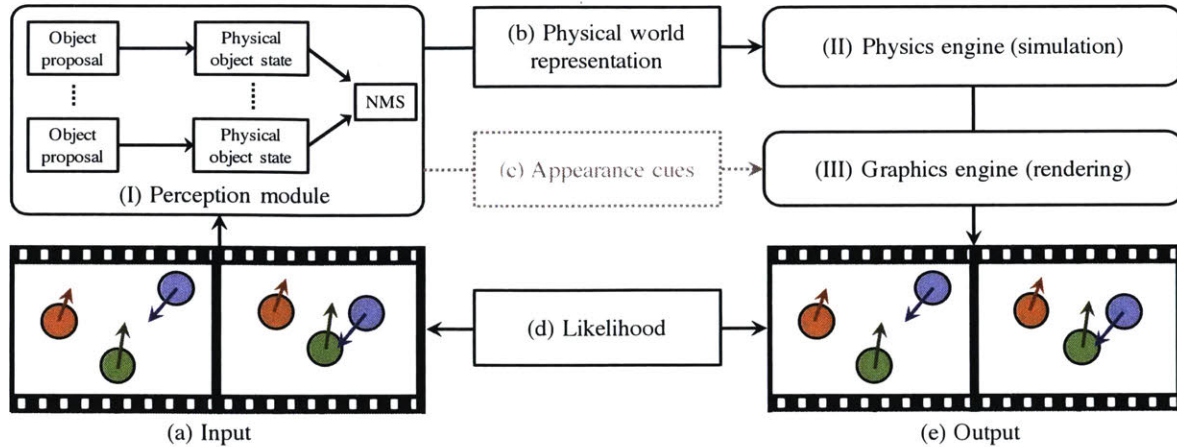 Object
proposal
Physical
object state
NMS
Object
proposal
Physical
object state
(I) Perception module
(b) Physical world
representation
(II) Physics engine (simulation)
(c) Appearance cues
(III) Graphics engine (rendering)
(d) Likelihood
(a) Input
(e) Output